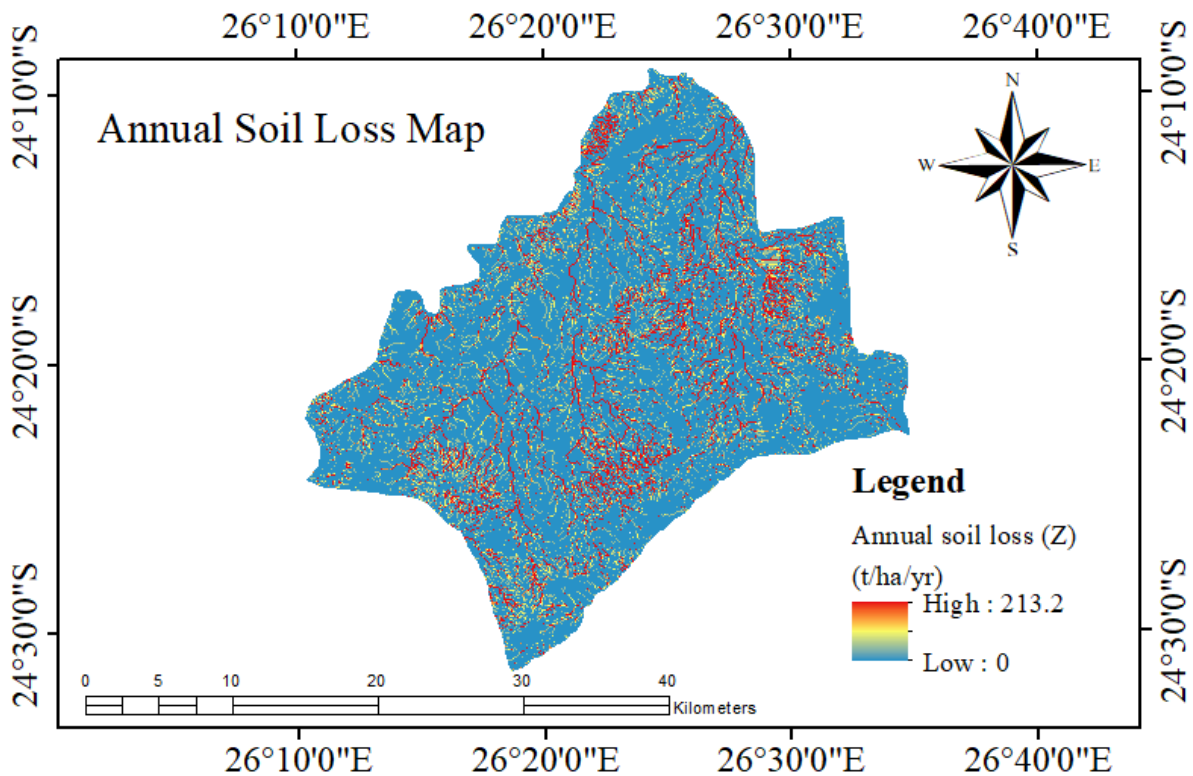 26°10'0"E 26°20'0"E 26°30'0"E 26°40'0"E
24°10'0"S
24°20'0"S
24°30'0"S
Annual Soil Loss Map
N
W E
S
24°10'0"S
24°20'0"S
24°30'0"S
Legend
Annual soil loss (Z)
(t/ha/yr)
High : 213.2
Low : 0
0 5 10 20 30 40
Kilometers
26°10'0"E 26°20'0"E 26°30'0"E 26°40'0"E